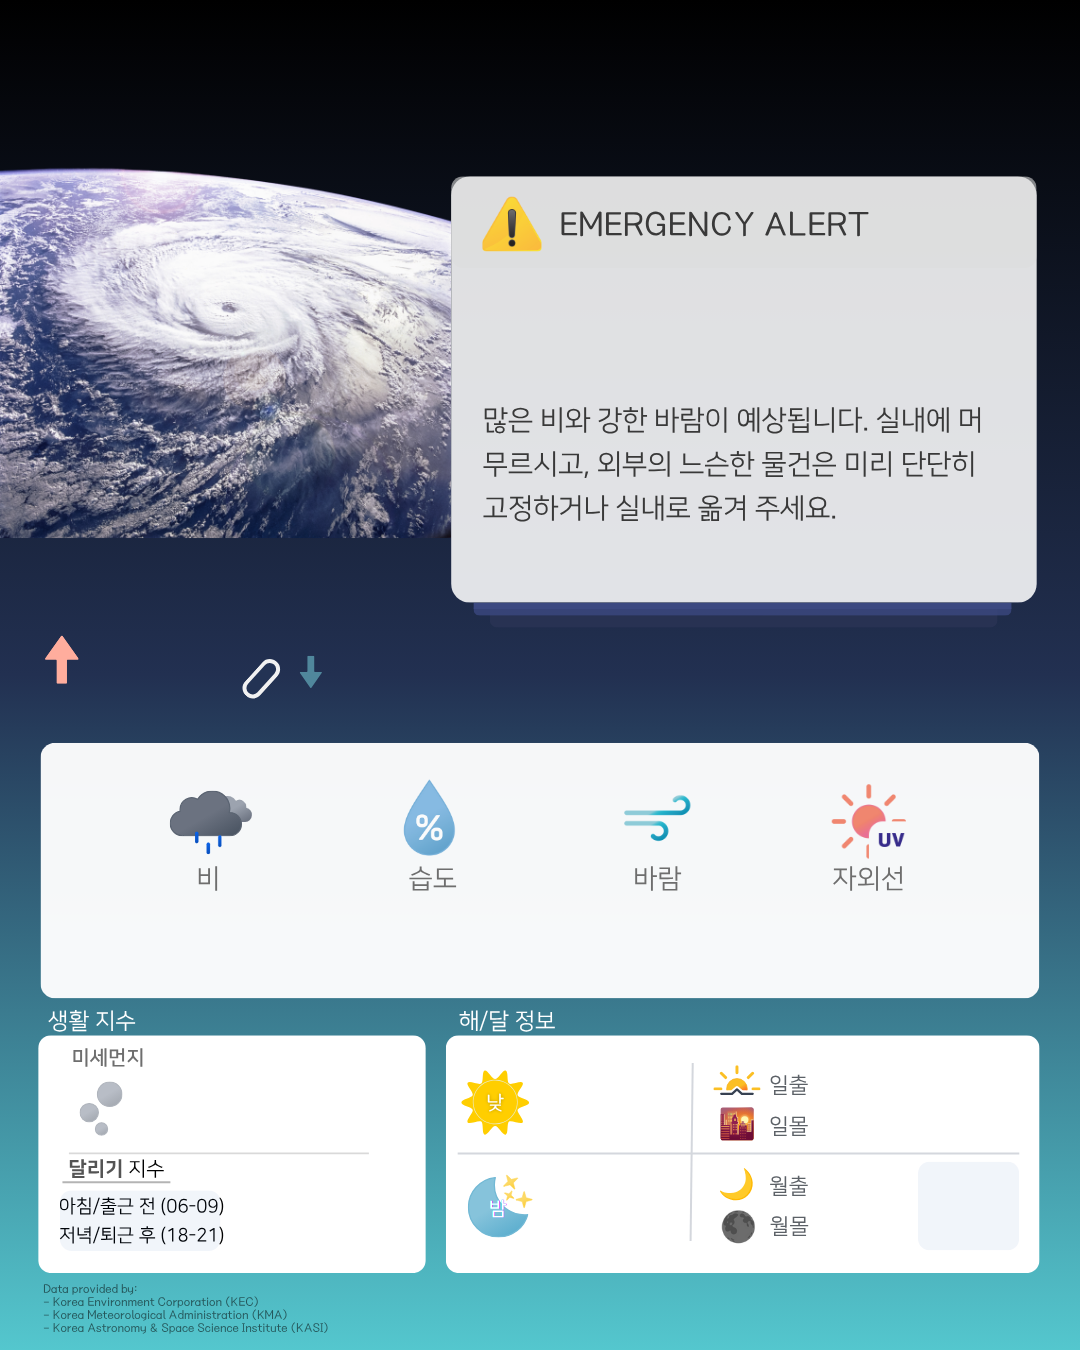 EMERGENCY ALERT
많은 비와 강한 바람이 예상됩니다. 실내에 머
무르시고, 외부의 느슨한 물건은 미리 단단히
고정하거나 실내로 옮겨 주세요.
%
UV
비
습도
바람
자외선
생활 지수
해/달 정보
미세먼지
달리기 지수
아침/출근 전 (06-09)
저녁/퇴근 후 (18-21)
낮
일출
일몰
밤
월출
월몰
Data provided by:
- Korea Environment Corporation (KEC)
- Korea Meteorological Administration (KMA)
- Korea Astronomy & Space Science Institute (KASI)